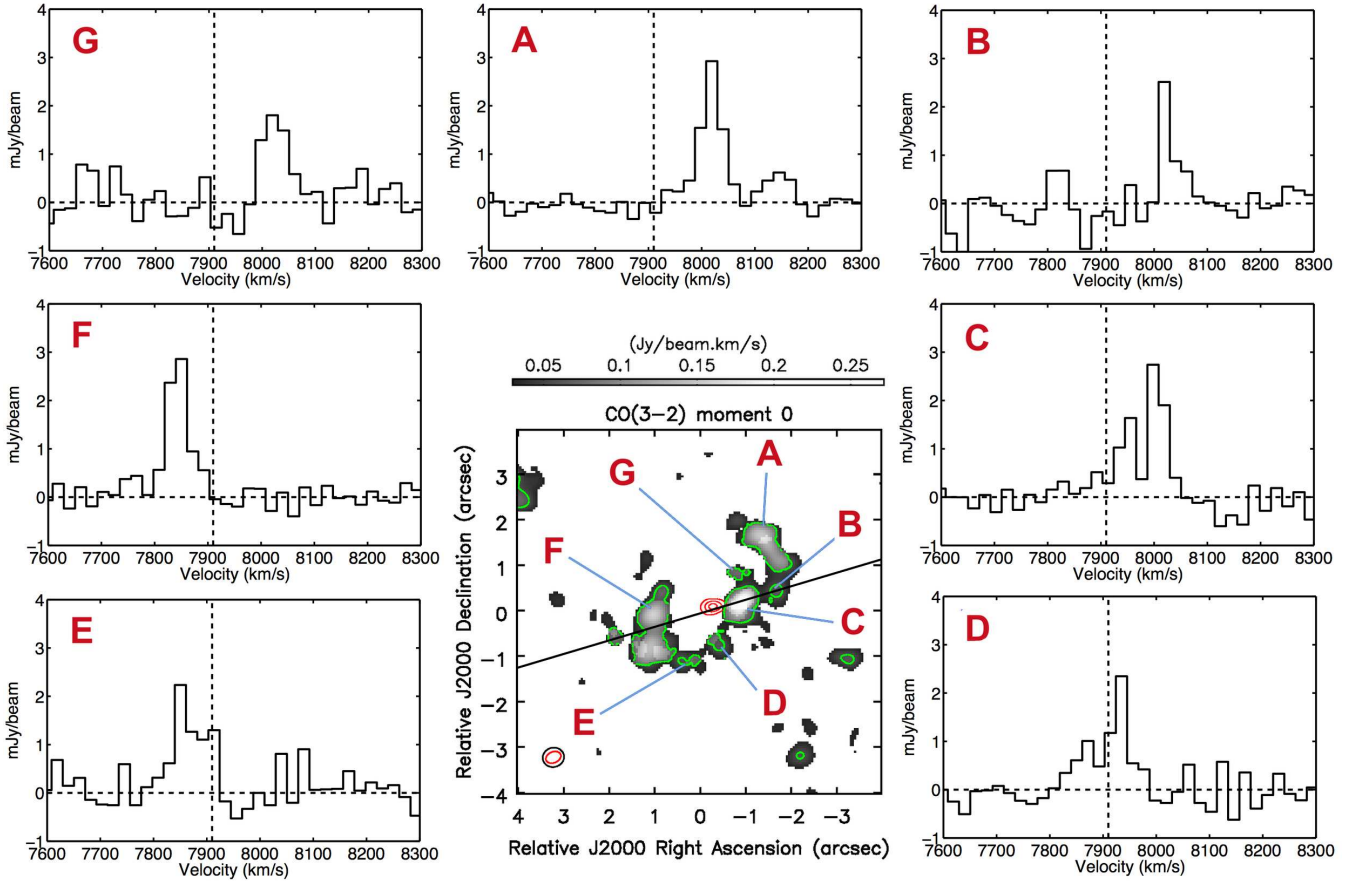 G
mJy/beam
4
3
2
1
0
−1
7600 7700 7800 7900 8000 8100 8200 8300
Velocity (km/s)
A
mJy/beam
4
3
2
1
0
−1
7600 7700 7800 7900 8000 8100 8200 8300
Velocity (km/s)
B
mJy/beam
4
3
2
1
0
−1
7600 7700 7800 7900 8000 8100 8200 8300
Velocity (km/s)
F
mJy/beam
4
3
2
1
0
−1
7600 7700 7800 7900 8000 8100 8200 8300
Velocity (km/s)
(Jy/beam.km/s)
0.05 0.1 0.15 0.2 0.25
CO(3−2) moment 0
Relative J2000 Declination (arcsec)
3
2
1
0
−1
−2
−3
−4
A
G
B
F
C
E
D
4 3 2 1 0 −1 −2 −3
Relative J2000 Right Ascension (arcsec)
C
mJy/beam
4
3
2
1
0
−1
7600 7700 7800 7900 8000 8100 8200 8300
Velocity (km/s)
E
mJy/beam
4
3
2
1
0
−1
7600 7700 7800 7900 8000 8100 8200 8300
Velocity (km/s)
D
mJy/beam
4
3
2
1
0
−1
7600 7700 7800 7900 8000 8100 8200 8300
Velocity (km/s)